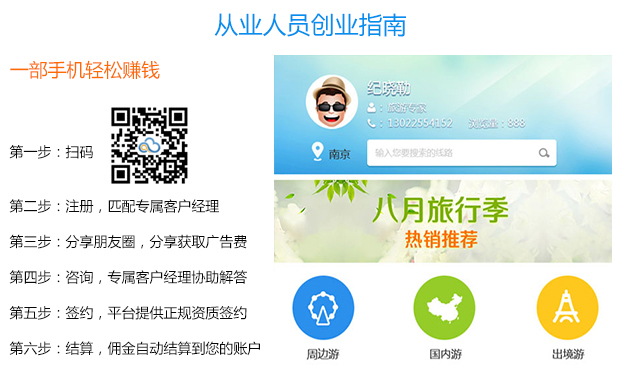 从业人员创业指南
一部手机轻松赚钱
第一步：扫码
第二步：注册，匹配专属客户经理
第三步：分享朋友圈，分享获取广告费
第四步：咨询，专属客户经理协助解答
第五步：签约，平台提供正规资质签约
第六步：结算，佣金自动结算到您的账户
纪晓勒
：旅游专家
：13022554152 浏览量：888
南京 输入您要搜索的线路
八月旅行季
热销推荐
周边游 国内游 出境游